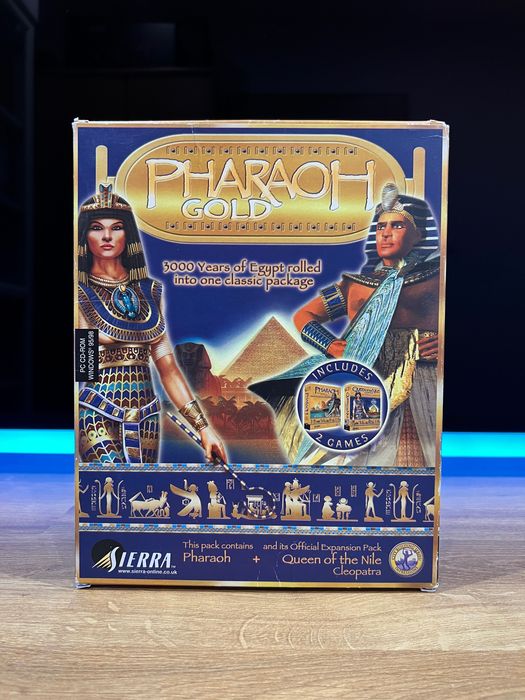 PHARAOH
GOLD
3000 Years of Egypt rolled
into one classic package
PC CD-ROM
WINDOWS® 95/98
INCLUDES
PHARAOH
2 GAMES
SIERRA™
www.sierra-online.co.uk
This pack contains
Pharaoh
+
and its Official Expansion Pack
Queen of the Nile
Cleopatra